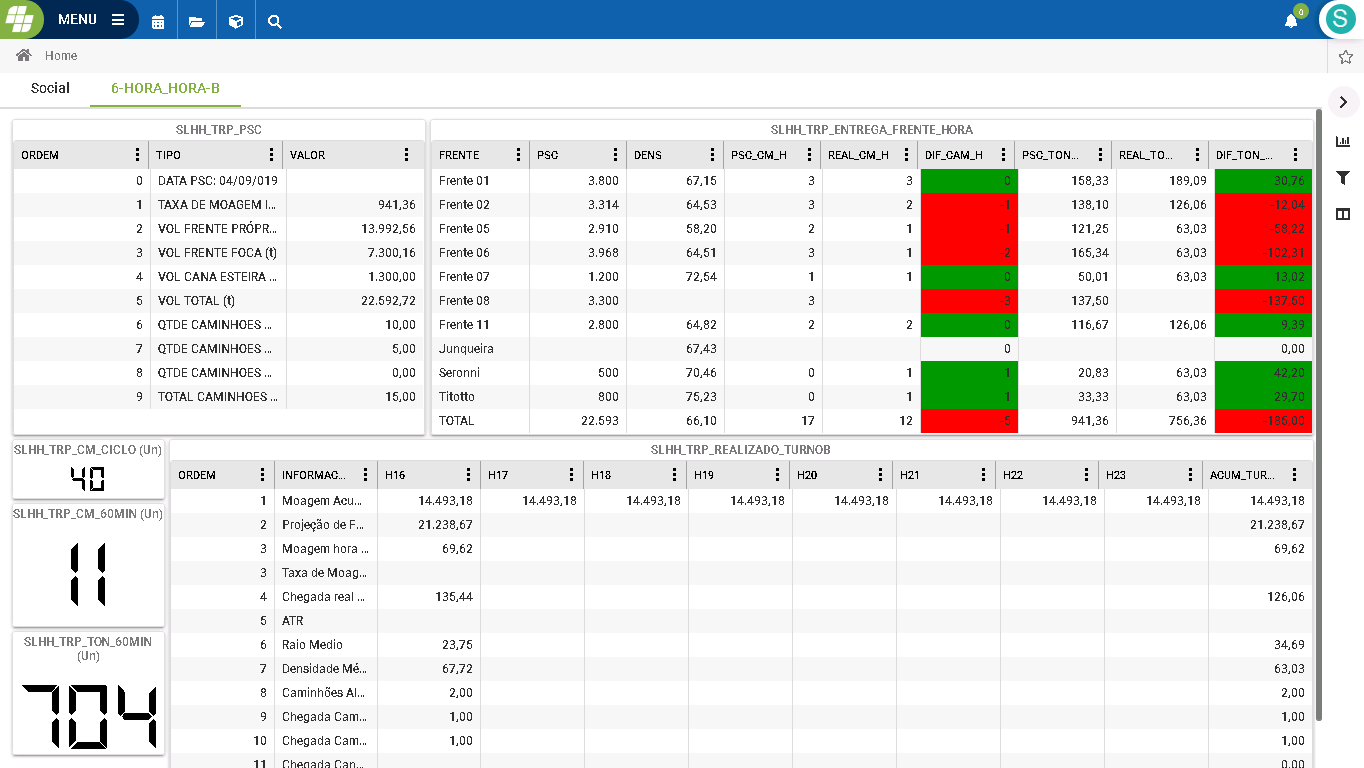 MENU
0
S
Home
Social 6-HORA_HORA-B
SLHH_TRP_PSC
ORDEM TIPO VALOR
0 DATA PSC: 04/09/019
1 TAXA DE MOAGEM I... 941,36
2 VOL FRENTE PRÓPR... 13.992,56
3 VOL FRENTE FOCA (t) 7.300,16
4 VOL CANA ESTEIRA ... 1.300,00
5 VOL TOTAL (t) 22.592,72
6 QTDE CAMINHOES ... 10,00
7 QTDE CAMINHOES ... 5,00
8 QTDE CAMINHOES ... 0,00
9 TOTAL CAMINHOES ... 15,00
SLHH_TRP_ENTREGA_FRENTE_HORA
FRENTE PSC DENS PSC_CM_H REAL_CM_H DIF_CAM_H PSC_TON... REAL_TO... DIF_TON_...
Frente 01 3.800 67,15 3 3 0 158,33 189,09 30,76
Frente 02 3.314 64,53 3 2 -1 138,10 126,06 -12,04
Frente 05 2.910 58,20 2 1 -1 121,25 63,03 -58,22
Frente 06 3.968 64,51 3 1 -2 165,34 63,03 -102,31
Frente 07 1.200 72,54 1 1 0 50,01 63,03 13,02
Frente 08 3.300 3 -3 137,50 -137,50
Frente 11 2.800 64,82 2 2 0 116,67 126,06 9,39
Junqueira 67,43 0 0,00
Seronni 500 70,46 0 1 1 20,83 63,03 42,20
Titotto 800 75,23 0 1 1 33,33 63,03 29,70
TOTAL 22.593 66,10 17 12 -5 941,36 756,36 -185,00
SLHH_TRP_CM_CICLO (Un)
40
SLHH_TRP_CM_60MIN (Un)
11
SLHH_TRP_TON_60MIN
(Un)
704
SLHH_TRP_REALIZADO_TURNOB
ORDEM INFORMAC... H16 H17 H18 H19 H20 H21 H22 H23 ACUM_TUR...
1 Moagem Acu... 14.493,18 14.493,18 14.493,18 14.493,18 14.493,18 14.493,18 14.493,18 14.493,18 14.493,18
2 Projeção de F... 21.238,67 21.238,67
3 Moagem hora ... 69,62 69,62
3 Taxa de Moag...
4 Chegada real ... 135,44 126,06
5 ATR
6 Raio Medio 23,75 34,69
7 Densidade Mé... 67,72 63,03
8 Caminhões Al... 2,00 2,00
9 Chegada Cam... 1,00 1,00
10 Chegada Cam... 1,00 1,00
11 Chegada Can... 0,00